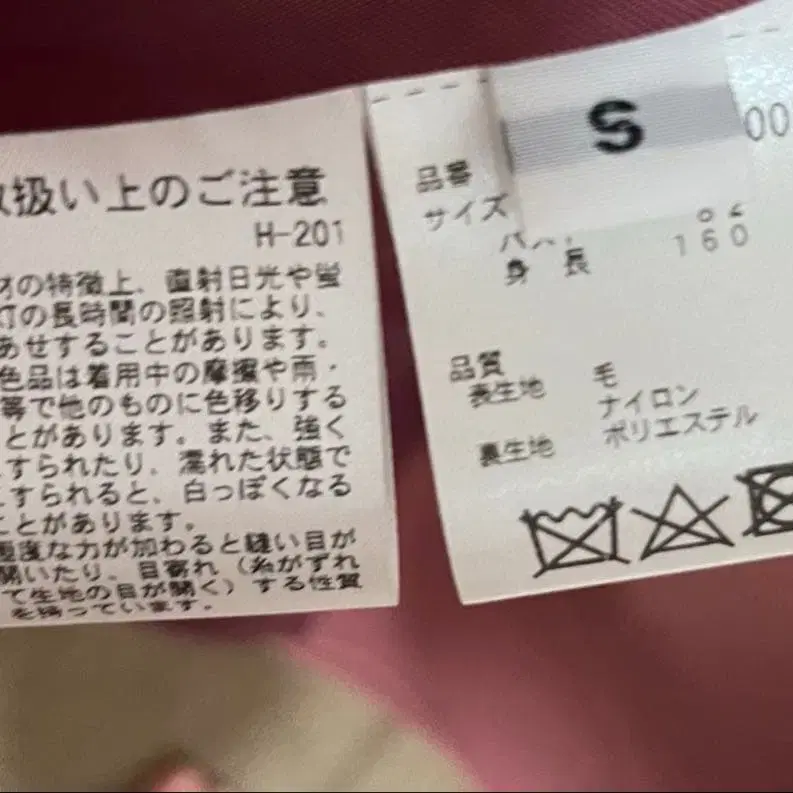 扱い上のご注意
H-201
の特徴上、直射日光や蛍
灯の長時間の照射により、
あせすることがあります。
色品は着用中の摩擦や雨・
等で他のものに色移りする
とがあります。また、強く
すられたり、濡れた状態で
すられると、白っぽくなる
ことがあります。
度な力が加わると縫い目が
開いたり、目寄れ(糸がずれ
て生地の目が開く)する性質
を持っています。
S
00
品番
サイズ
身 長 160
品質
表生地 毛
ナイロン
裏生地 ポリエステル